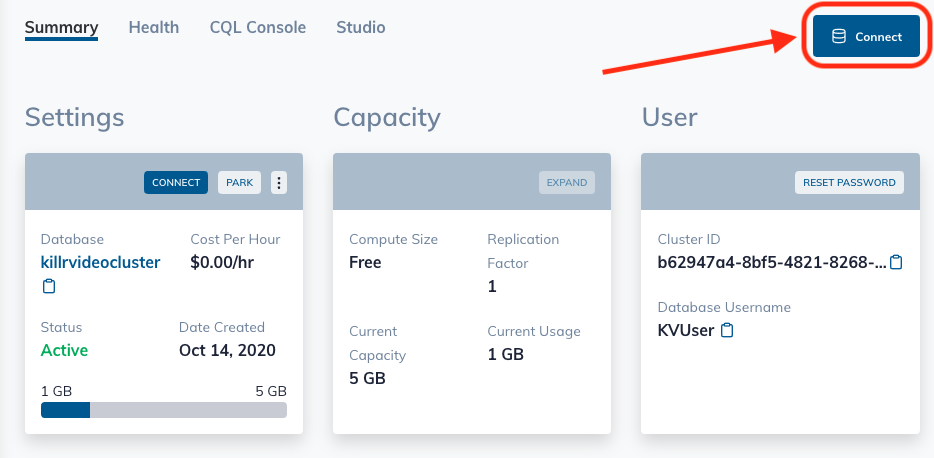 Summary Health CQL Console Studio
Connect
Settings
CONNECT PARK
Database Cost Per Hour
killrvideocluster $0.00/hr
Status Date Created
Active Oct 14, 2020
1 GB 5 GB
Capacity
EXPAND
Compute Size
Free
Replication
Factor
1
Current
Capacity
5 GB
Current Usage
1 GB
User
RESET PASSWORD
Cluster ID
b62947a4-8bf5-4821-8268-...
Database Username
KVUser